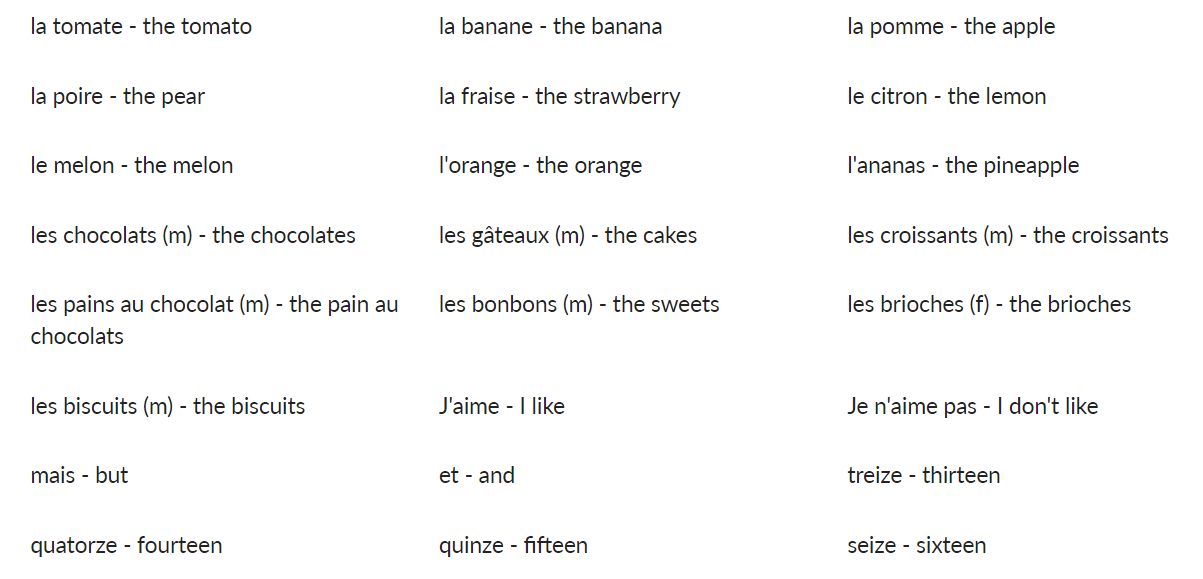 la tomate - the tomato
la banane - the banana
la pomme - the apple
la poire - the pear
la fraise - the strawberry
le citron - the lemon
le melon - the melon
l'orange - the orange
l'ananas - the pineapple
les chocolats (m) - the chocolates
les gâteaux (m) - the cakes
les croissants (m) - the croissants
les pains au chocolat (m) - the pain au
chocolats
les bonbons (m) - the sweets
les brioches (f) - the brioches
les biscuits (m) - the biscuits
J'aime - I like
Je n'aime pas - I don't like
mais - but
et - and
treize - thirteen
quatorze - fourteen
quinze - fifteen
seize - sixteen